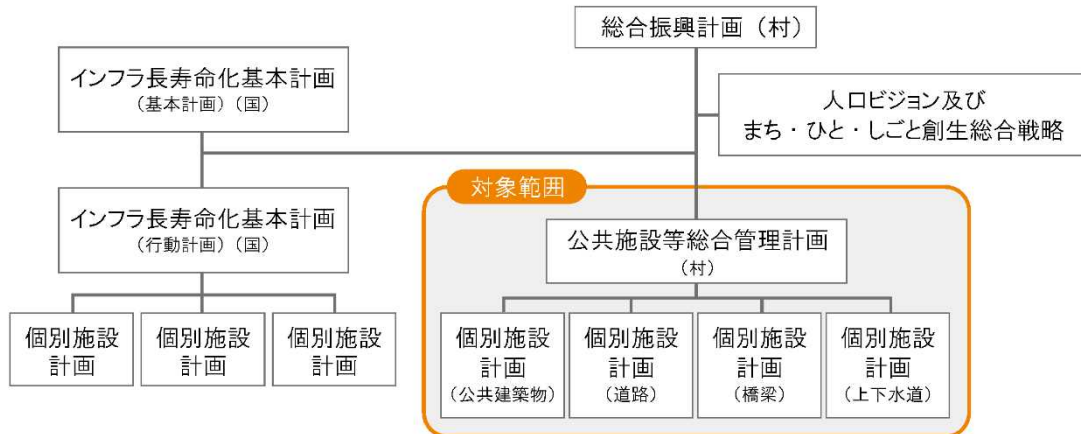 総合振興計画（村）
インフラ長寿命化基本計画
（基本計画）（国）
人口ビジョン及び
まち・ひと・しごと創生総合戦略
対象範囲
インフラ長寿命化基本計画
（行動計画）（国）
公共施設等総合管理計画
（村）
個別施設
計画
個別施設
計画
個別施設
計画
個別施設
計画
（公共建築物）
個別施設
計画
（道路）
個別施設
計画
（橋梁）
個別施設
計画
（上下水道）